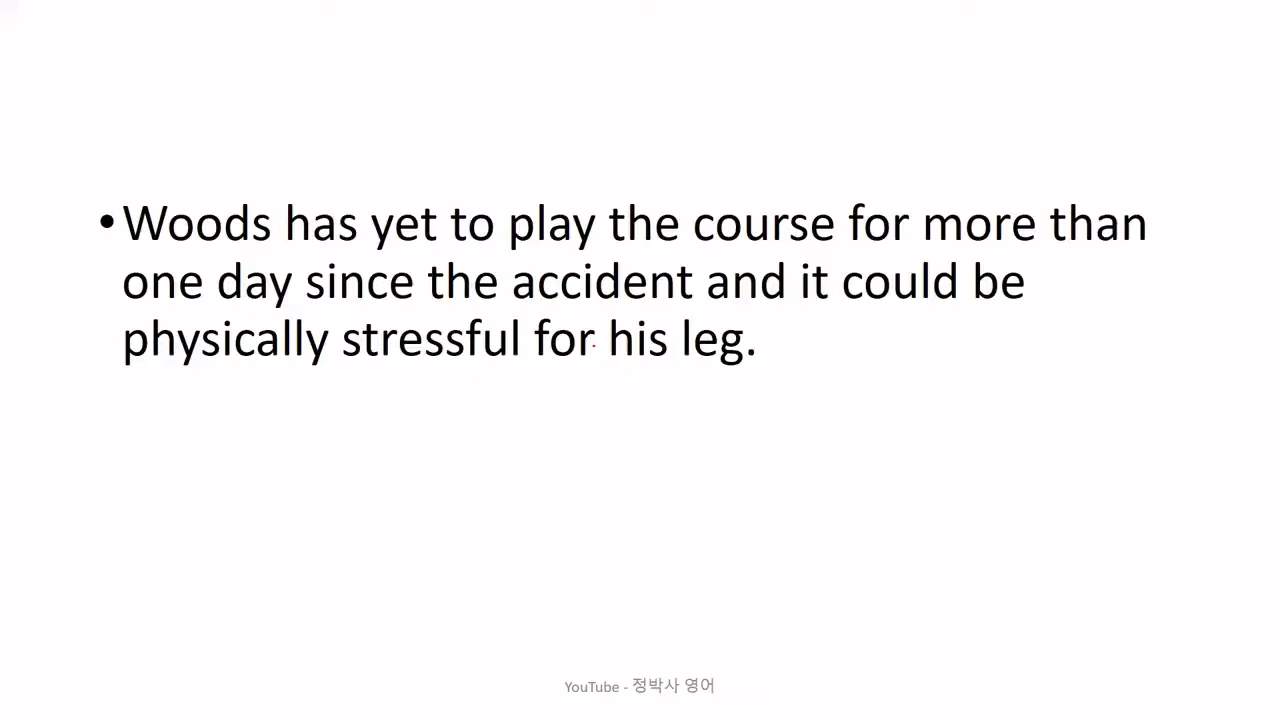 • Woods has yet to play the course for more than
one day since the accident and it could be
physically stressful for his leg.
YouTube - 정박사 영어